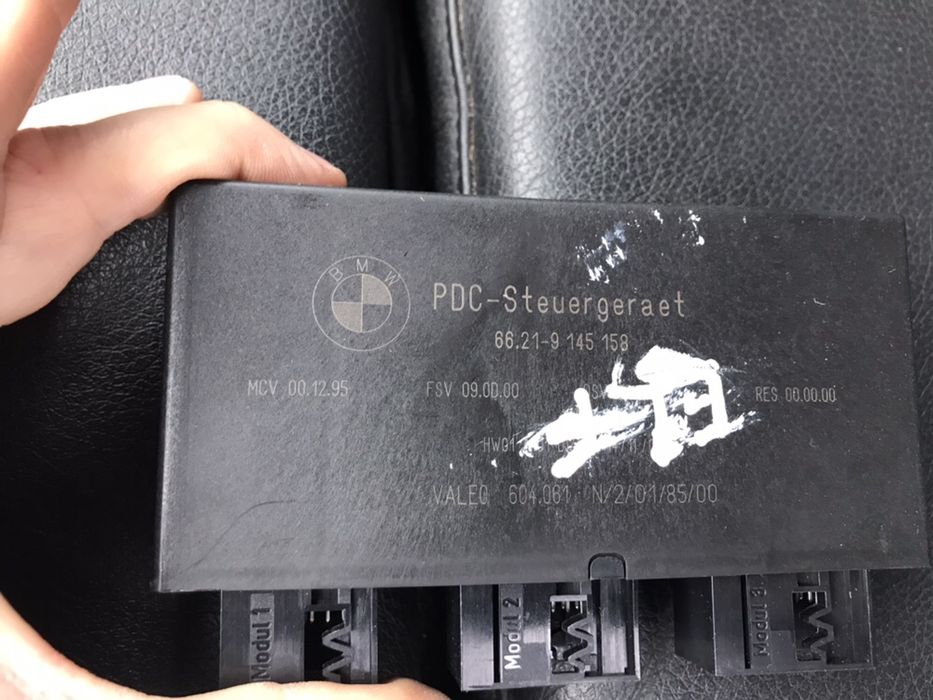 BMW
PDC-Steuergeraet
66.21-9 145 158
MCV 00.12.95 FSV 09.00.00 RES 00.00.00
VALEO 604.061 N/2/01/85/00
Modul 1 Modul 2 Modul 3